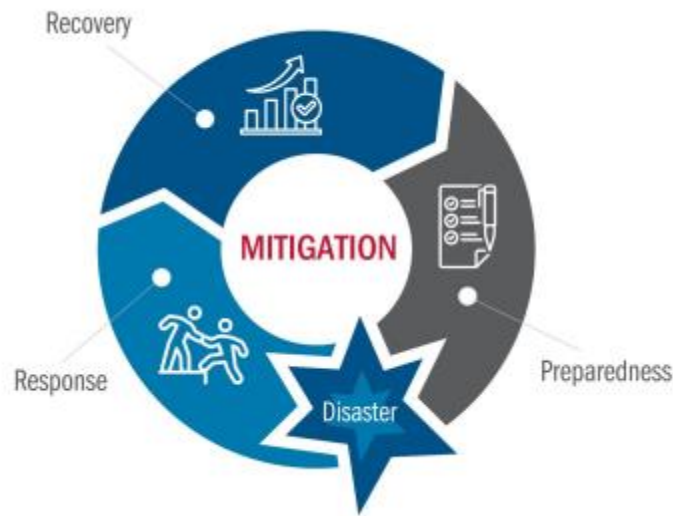 Recovery
MITIGATION
Response
Disaster
Preparedness